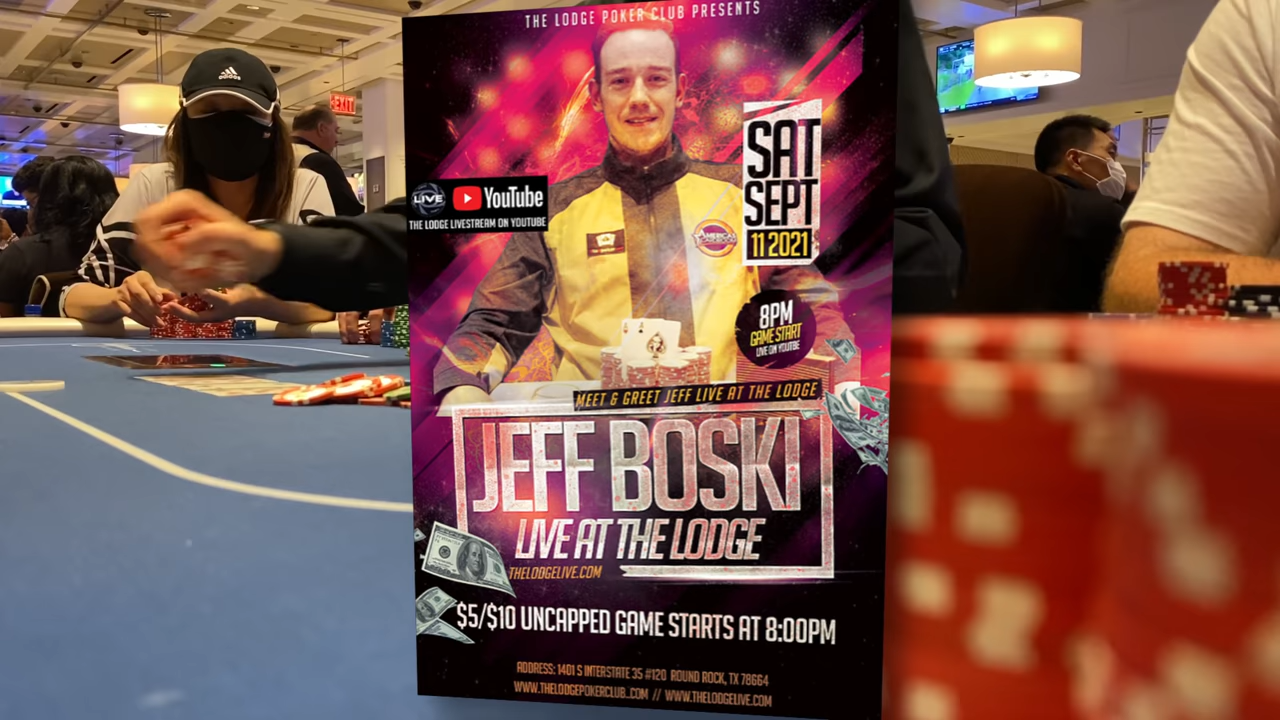 THE LODGE POKER CLUB PRESENTS
adidas
EXIT
SAT
SEPT
11 2021
LIVE
YouTube
THE LODGE LIVESTREAM ON YOUTUBE
8PM
GAME START
LIVE ON YOUTBE
MEET & GREET JEFF LIVE AT THE LODGE
JEFF BOSKI
LIVE AT THE LODGE
THELODGELIVE.COM
$5/$10 UNCAPPED GAME STARTS AT 8:00PM
ADDRESS: 1401 S INTERSTATE 35 #120 ROUND ROCK, TX 78664
WWW.THELODGEPOKERCLUB.COM // WWW.THELODGELIVE.COM